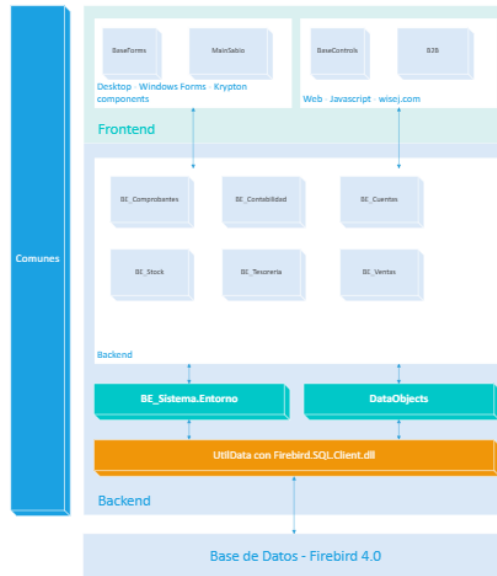 BaseForms
MainSabio
BaseControls
B2B
Desktop - Windows Forms - Krypton
components
Web - Javascript - wisej.com
Frontend
BE_Comprobantes
BE_Contabilidad
BE_Cuentas
Comunes
BE_Stock
BE_Tesoreria
BE_Ventas
Backend
BE_Sistema.Entorno
DataObjects
UtilData con Firebird.SQL.Client.dll
Backend
Base de Datos - Firebird 4.0